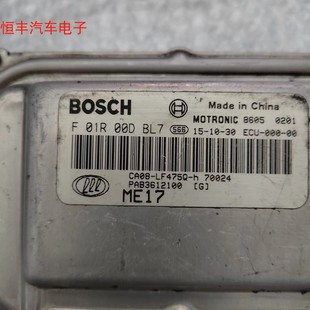 恒丰汽车电子
BOSCH
Made in China
MOTRONIC 8605 0201
F 01R 00D BL7 SGS 15-10-30 ECU-000-00
CA08-LF475Q-h 70024
PAB3612100 [G]
ME17